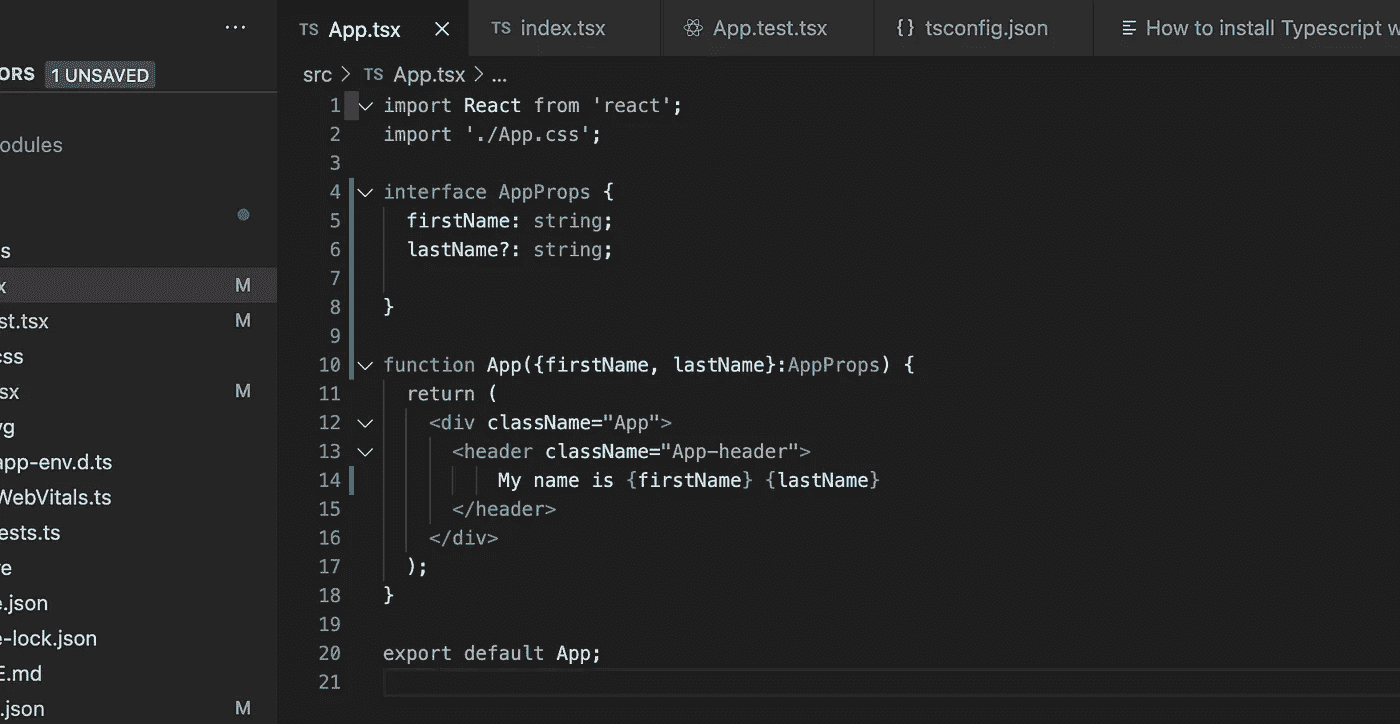 ...
TS App.tsx × TS index.tsx App.test.tsx {} tsconfig.json How to install Typescript w
ORS 1 UNSAVED
src > TS App.tsx > ...
odules
s
x M
st.tsx M
css
sx M
vg
app-env.d.ts
WebVitals.ts
ests.ts
e
e.json
e-lock.json
E.md
.json M
1 import React from 'react';
2 import './App.css';
3
4 interface AppProps {
5 firstName: string;
6 lastName?: string;
7
8 }
9
10 function App({firstName, lastName}:AppProps) {
11 return (
12 <div className="App">
13 <header className="App-header">
14 My name is {firstName} {lastName}
15 </header>
16 </div>
17 );
18 }
19
20 export default App;
21